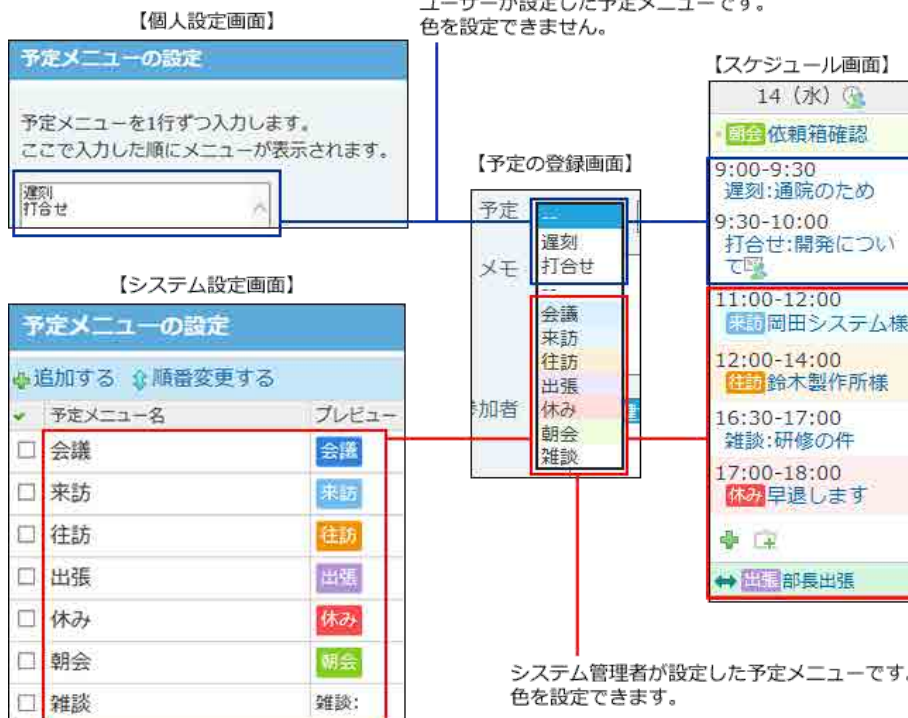 ユーザーが設定した予定メニューです。
色を設定できません。
【個人設定画面】
予定メニューの設定
予定メニューを1行ずつ入力します。
ここで入力した順にメニューが表示されます。
遅刻
打合せ
【システム設定画面】
予定メニューの設定
追加する 順番変更する
予定メニュー名 プレビュー
会議 会議
来訪 来訪
往訪 往訪
出張 出張
休み 休み
朝会 朝会
雑談 雑談:
【予定の登録画面】
予定 --
遅刻
メモ 打合せ
--
会議
来訪
往訪
出張
加者 休み
朝会
雑談
【スケジュール画面】
14（水）
朝会 依頼箱確認
9:00-9:30
遅刻:通院のため
9:30-10:00
打合せ:開発につい
て
11:00-12:00
来訪 岡田システム様
12:00-14:00
往訪 鈴木製作所様
16:30-17:00
雑談:研修の件
17:00-18:00
休み 早退します
出張 部長出張
システム管理者が設定した予定メニューです。
色を設定できます。